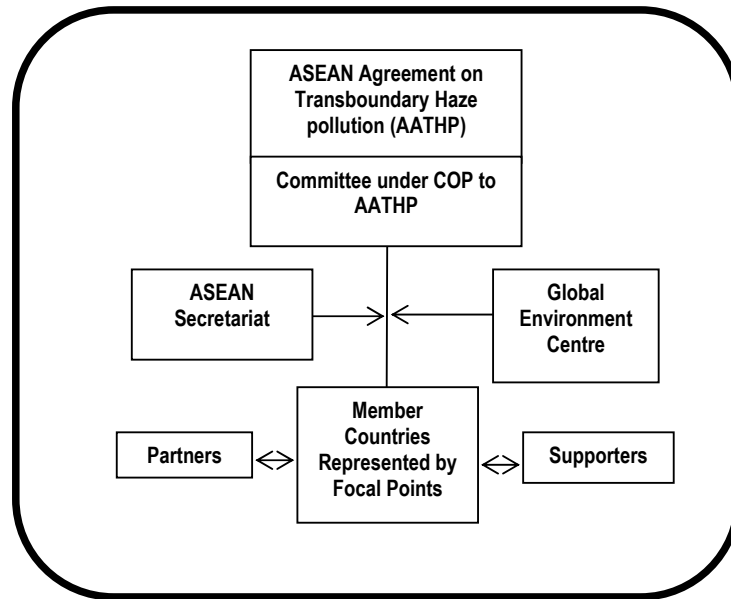 ASEAN Agreement on
Transboundary Haze
pollution (AATHP)
Committee under COP to
AATHP
ASEAN
Secretariat
Global
Environment
Centre
Member
Countries
Represented by
Focal Points
Partners
Supporters